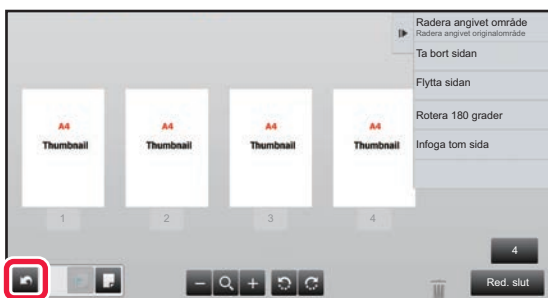 Radera angivet område
Radera angivet originalområde
Ta bort sidan
Flytta sidan
Rotera 180 grader
Infoga tom sida
A4
Thumbnail
A4
Thumbnail
A4
Thumbnail
A4
Thumbnail
1
2
3
4
4
Red. slut